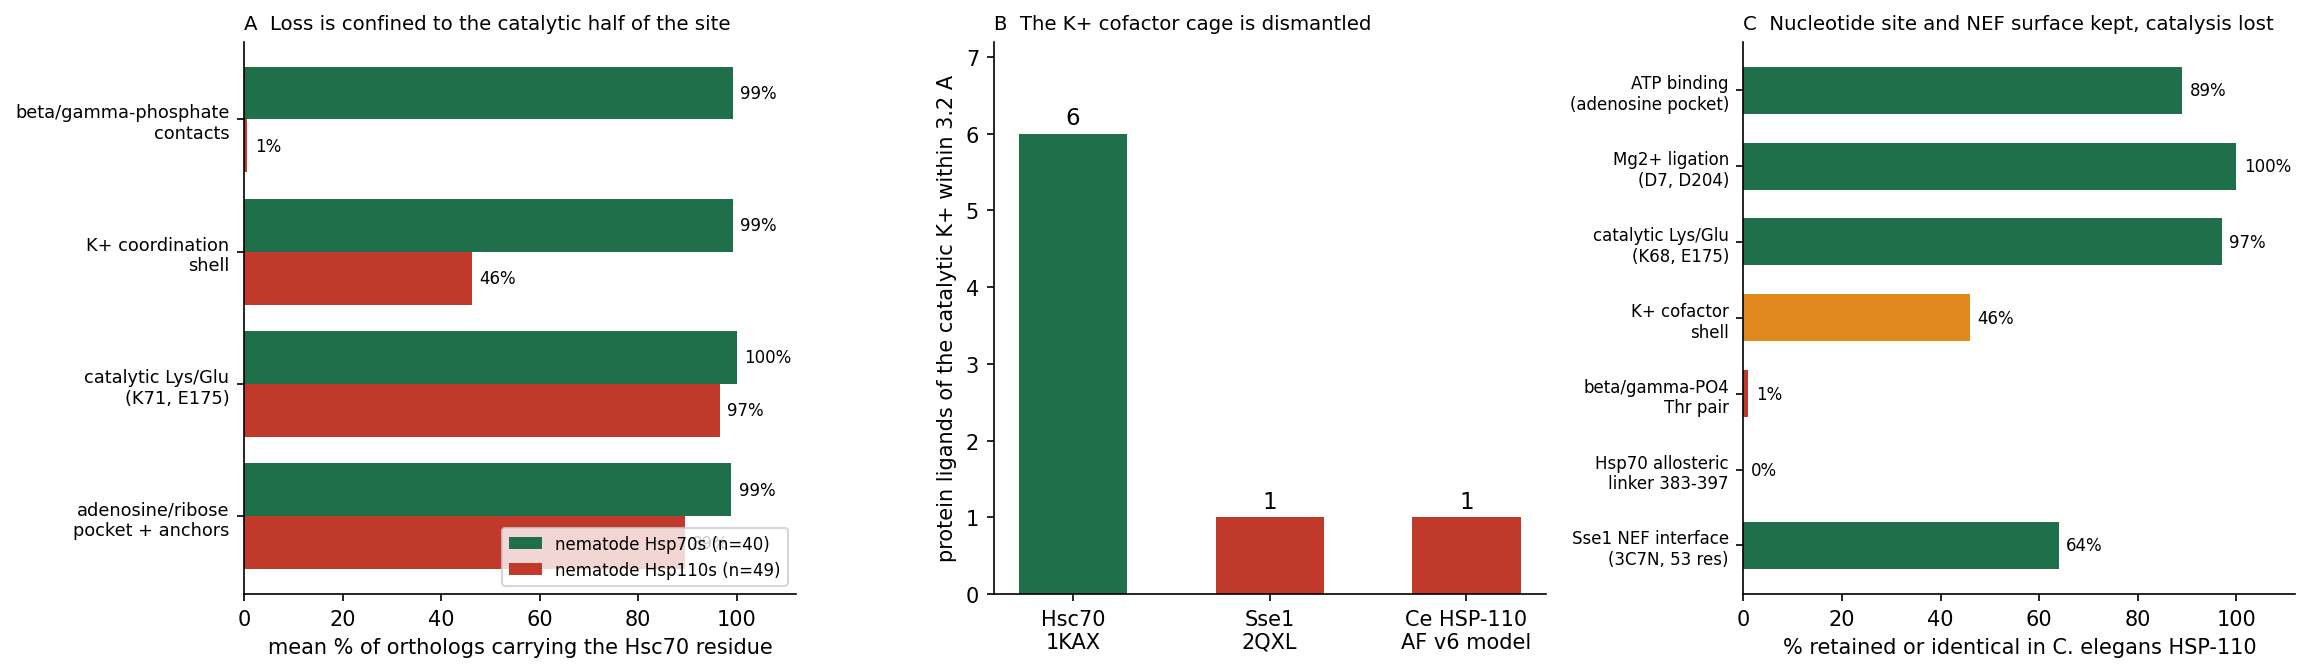 A Loss is confined to the catalytic half of the site
beta/gamma-phosphate
contacts
K+ coordination
shell
catalytic Lys/Glu
(K71, E175)
adenosine/ribose
pocket + anchors
99%
1%
99%
46%
100%
97%
99%
nematode Hsp70s (n=40)
nematode Hsp110s (n=49)
0 20 40 60 80 100
mean % of orthologs carrying the Hsc70 residue
B The K+ cofactor cage is dismantled
protein ligands of the catalytic K+ within 3.2 A
7
6
5
4
3
2
1
0
6
1
1
Hsc70
1KAX
Sse1
2QXL
Ce HSP-110
AF v6 model
C Nucleotide site and NEF surface kept, catalysis lost
ATP binding
(adenosine pocket)
89%
Mg2+ ligation
(D7, D204)
100%
catalytic Lys/Glu
(K68, E175)
97%
K+ cofactor
shell
46%
beta/gamma-PO4
Thr pair
1%
Hsp70 allosteric
linker 383-397
0%
Sse1 NEF interface
(3C7N, 53 res)
64%
0 20 40 60 80 100
% retained or identical in C. elegans HSP-110